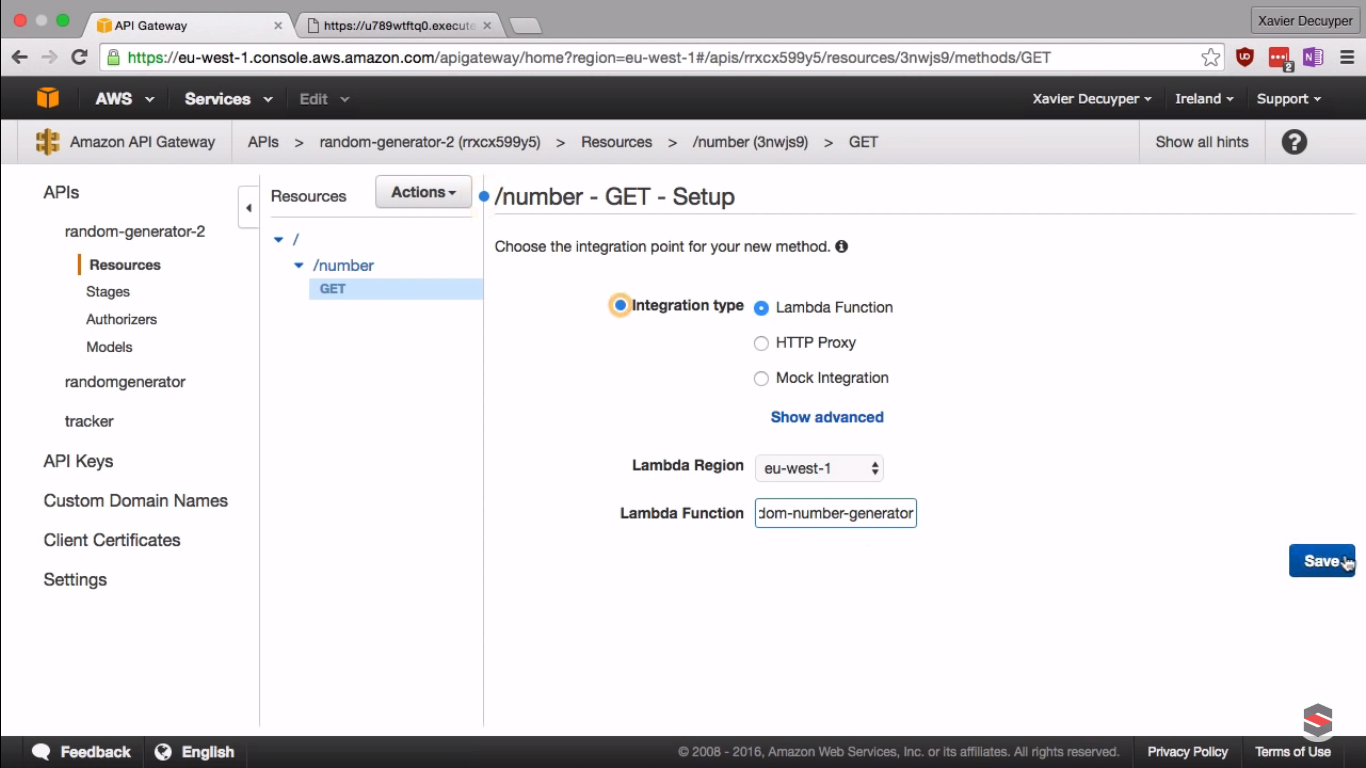 API Gateway
https://u789wtftq0.execute
Xavier Decuyper
https://eu-west-1.console.aws.amazon.com/apigateway/home?region=eu-west-1#/apis/rrxcx599y5/resources/3nwjs9/methods/GET
2
AWS Services Edit Xavier Decuyper Ireland Support
Amazon API Gateway APIs > random-generator-2 (rrxcx599y5) > Resources > /number (3nwjs9) > GET Show all hints ?
APIs
random-generator-2
Resources
Stages
Authorizers
Models
randomgenerator
tracker
API Keys
Custom Domain Names
Client Certificates
Settings
Resources
Actions
/
/number
GET
/number - GET - Setup
Choose the integration point for your new method.
Integration type
Lambda Function
HTTP Proxy
Mock Integration
Show advanced
Lambda Region eu-west-1
Lambda Function dom-number-generator
Save
Feedback English © 2008 - 2016, Amazon Web Services, Inc. or its affiliates. All rights reserved. Privacy Policy Terms of Use